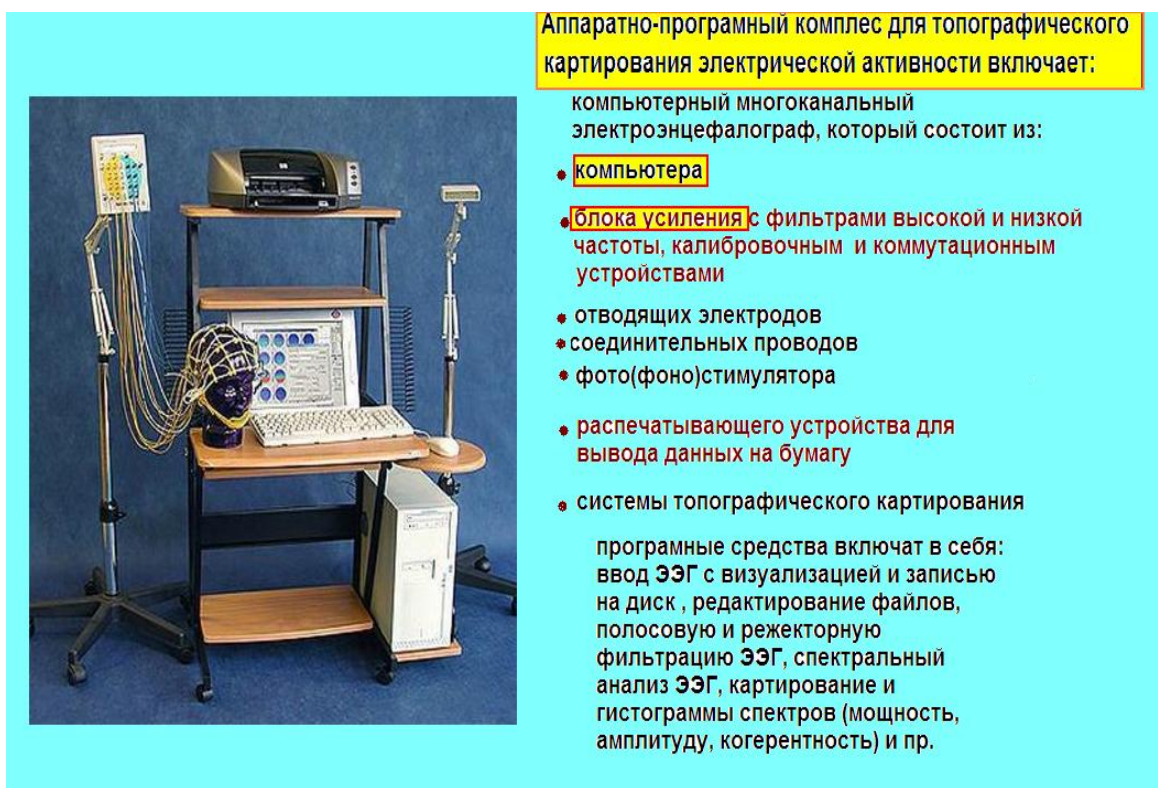 Аппаратно-програмный комплес для топографического
картирования электрической активности включает:
компьютерный многоканальный
электроэнцефалограф, который состоит из:
компьютера
блока усиления с фильтрами высокой и низкой
частоты, калибровочным и коммутационным
устройствами
отводящих электродов
соединительных проводов
фото(фоно)стимулятора
распечатывающего устройства для
вывода данных на бумагу
системы топографического картирования
програмные средства включат в себя:
ввод ЭЭГ с визуализацией и записью
на диск , редактирование файлов,
полосовую и режекторную
фильтрацию ЭЭГ, спектральный
анализ ЭЭГ, картирование и
гистограммы спектров (мощность,
амплитуду, когерентность) и пр.